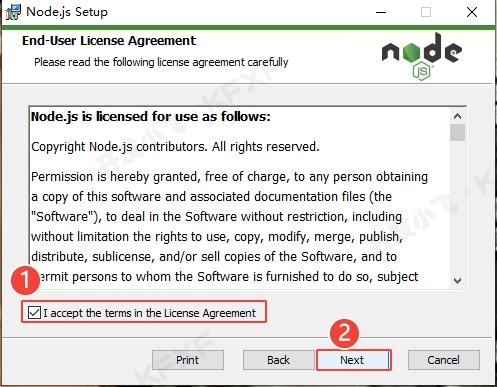 Node.js Setup
End-User License Agreement
Please read the following license agreement carefully
node
JS
Node.js is licensed for use as follows:
Copyright Node.js contributors. All rights reserved.
Permission is hereby granted, free of charge, to any person obtaining
a copy of this software and associated documentation files (the
"Software"), to deal in the Software without restriction, including
without limitation the rights to use, copy, modify, merge, publish,
distribute, sublicense, and/or sell copies of the Software, and to
permit persons to whom the Software is furnished to do so, subject
1
I accept the terms in the License Agreement
2
Print
Back
Next
Cancel
开发小飞 · KFXF